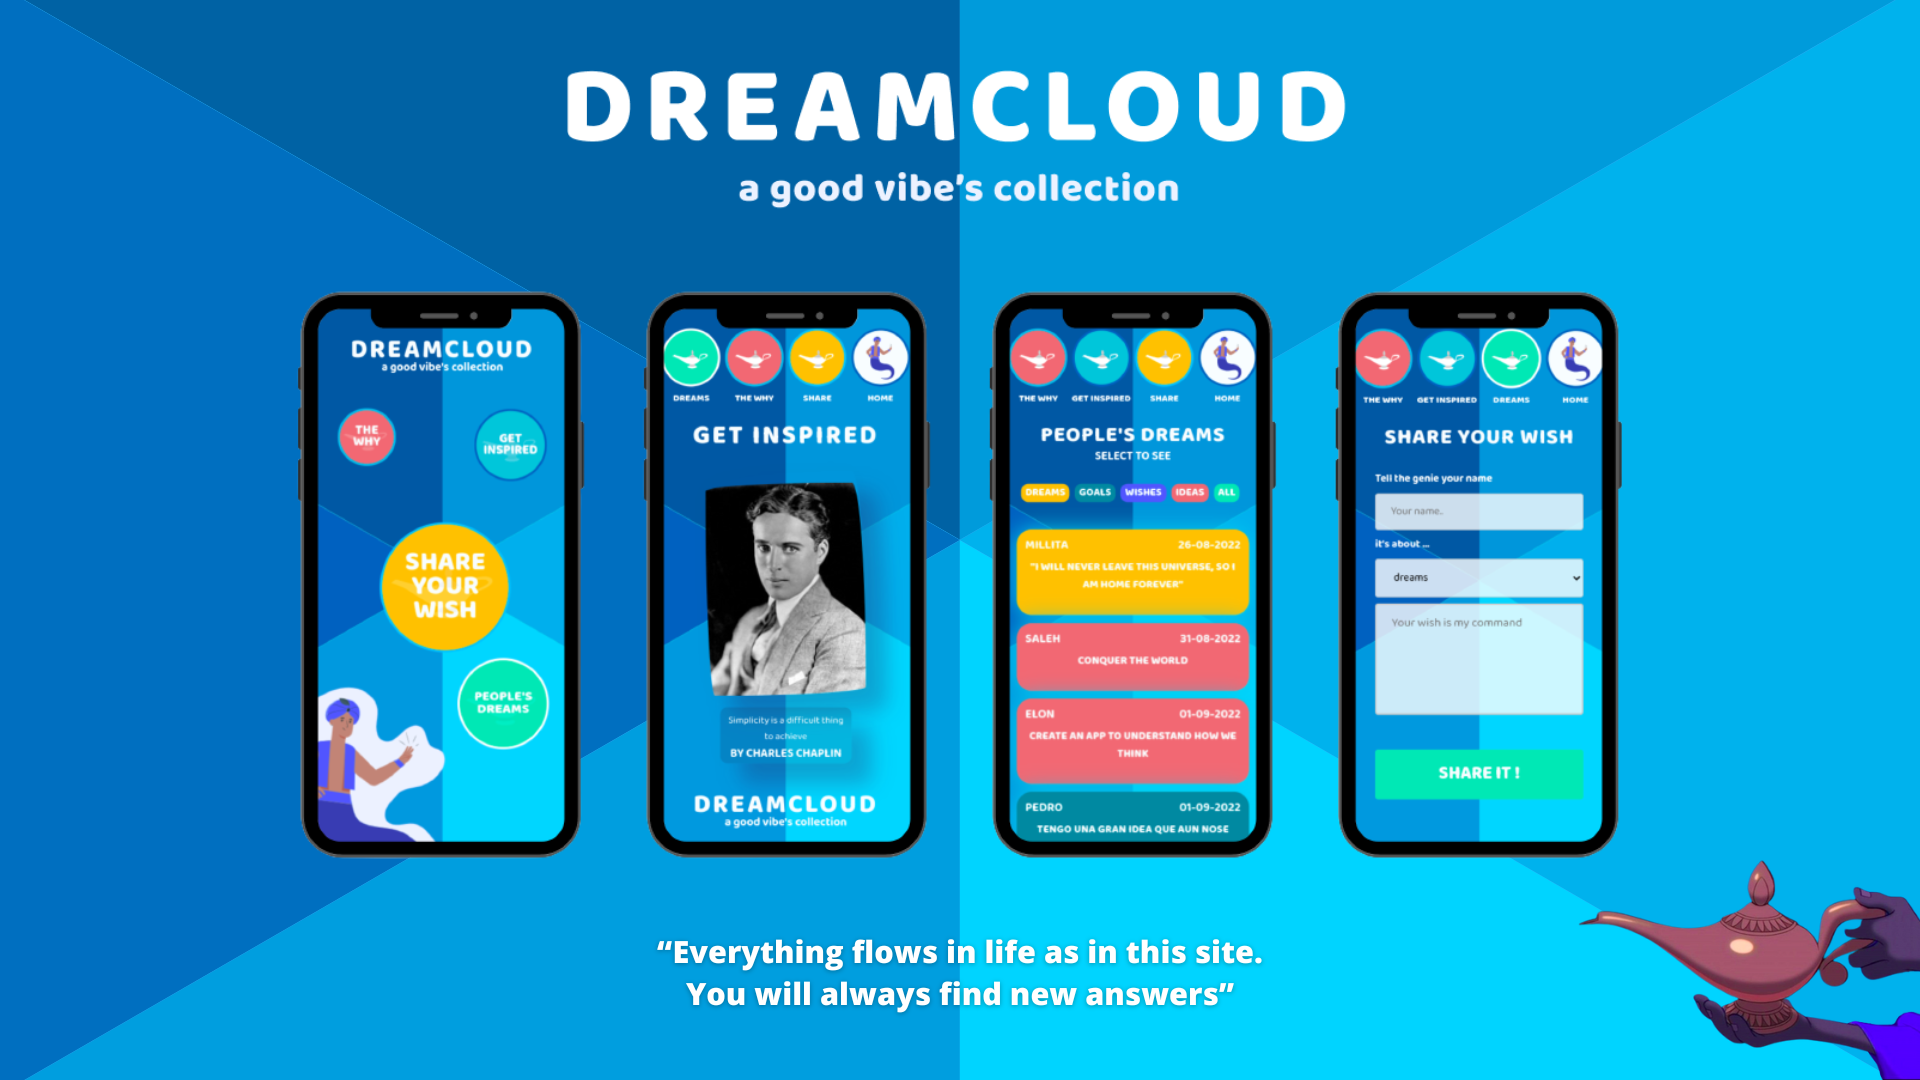 DREAMCLOUD
a good vibe's collection
DREAMCLOUD
a good vibe's collection
THE
WHY
GET
INSPIRED
SHARE
YOUR
WISH
PEOPLE'S
DREAMS
DREAMS THE WHY SHARE HOME
GET INSPIRED
Simplicity is a difficult thing
to achieve
BY CHARLES CHAPLIN
DREAMCLOUD
a good vibe's collection
THE WHY GET INSPIRED SHARE HOME
PEOPLE'S DREAMS
SELECT TO SEE
DREAMS GOALS WISHES IDEAS ALL
MILLITA 26-08-2022
"I WILL NEVER LEAVE THIS UNIVERSE, SO I
AM HOME FOREVER"
SALEH 31-08-2022
CONQUER THE WORLD
ELON 01-09-2022
CREATE AN APP TO UNDERSTAND HOW WE
THINK
PEDRO 01-09-2022
TENGO UNA GRAN IDEA QUE AUN NOSE
THE WHY GET INSPIRED DREAMS HOME
SHARE YOUR WISH
Tell the genie your name
Your name..
it's about ...
dreams
Your wish is my command
SHARE IT !
“Everything flows in life as in this site.
You will always find new answers”